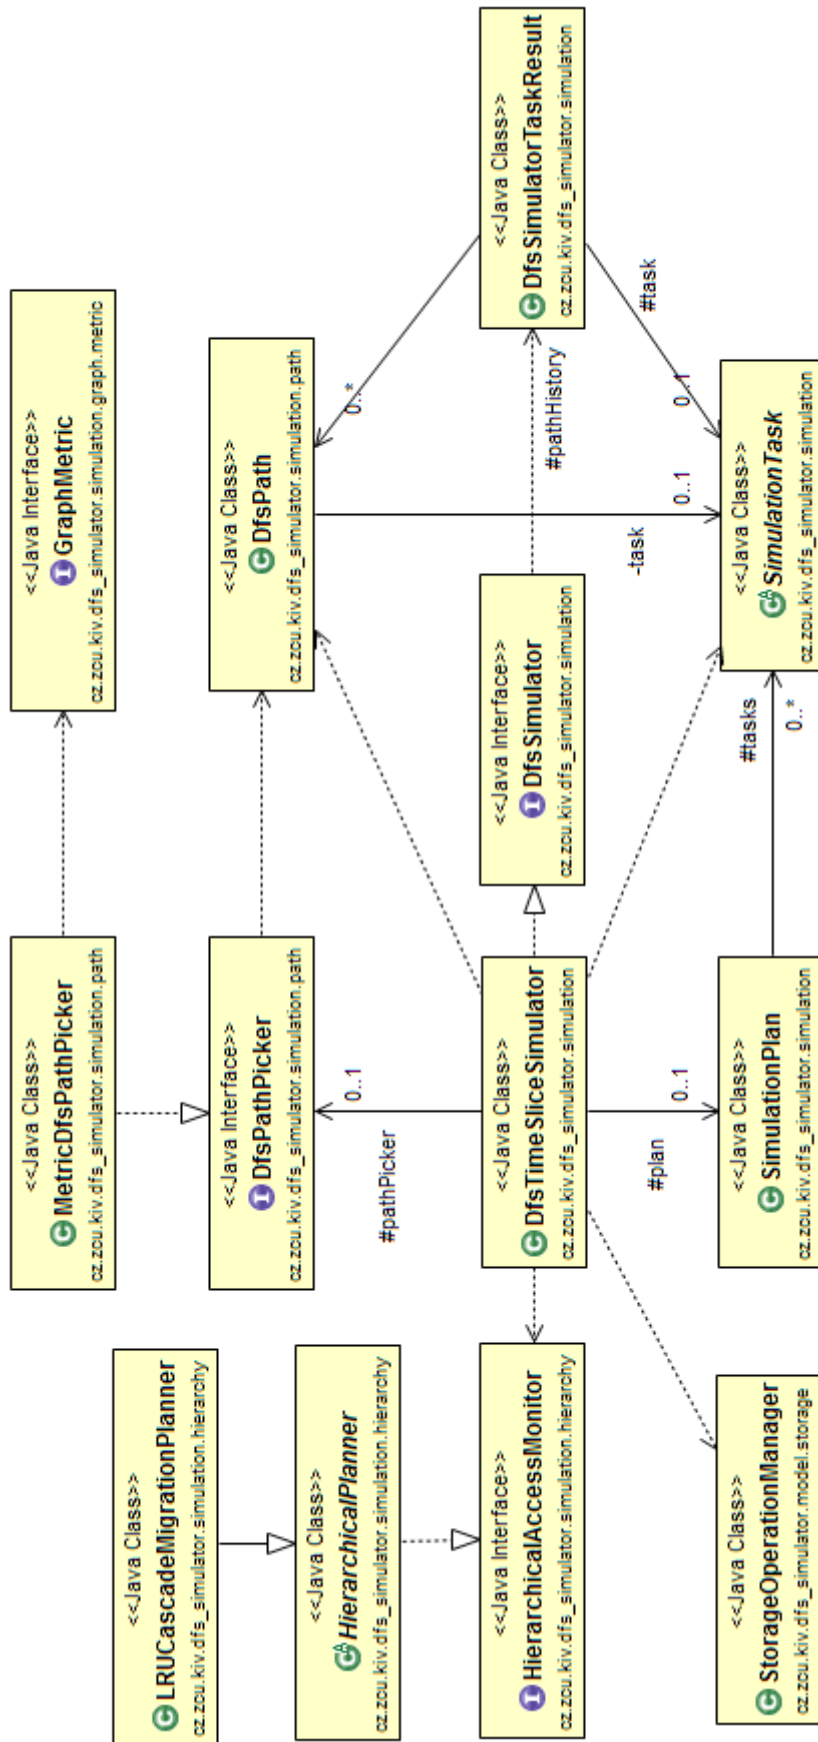 <<Java Class>>
MetricDfsPathPicker
cz.zcu.kiv.dfs_simulator.simulation.path
<<Java Interface>>
GraphMetric
cz.zcu.kiv.dfs_simulator.simulation.graph.metric
<<Java Class>>
LRUCascadeMigrationPlanner
cz.zcu.kiv.dfs_simulator.simulation.hierarchy
<<Java Interface>>
DfsPathPicker
cz.zcu.kiv.dfs_simulator.simulation.path
<<Java Class>>
DfsPath
cz.zcu.kiv.dfs_simulator.simulation.path
<<Java Class>>
HierarchicalPlanner
cz.zcu.kiv.dfs_simulator.simulation.hierarchy
0..1
#pathPicker
0..*
#pathHistory
<<Java Interface>>
HierarchicalAccessMonitor
cz.zcu.kiv.dfs_simulator.simulation.hierarchy
<<Java Class>>
DfsTimeSliceSimulator
cz.zcu.kiv.dfs_simulator.simulation
<<Java Interface>>
DfsSimulator
cz.zcu.kiv.dfs_simulator.simulation
<<Java Class>>
DfsSimulatorTaskResult
cz.zcu.kiv.dfs_simulator.simulation
#plan
0..1
-task
0..1
#task
0..1
<<Java Class>>
StorageOperationManager
cz.zcu.kiv.dfs_simulator.model.storage
<<Java Class>>
SimulationPlan
cz.zcu.kiv.dfs_simulator.simulation
#tasks
0..*
<<Java Class>>
SimulationTask
cz.zcu.kiv.dfs_simulator.simulation